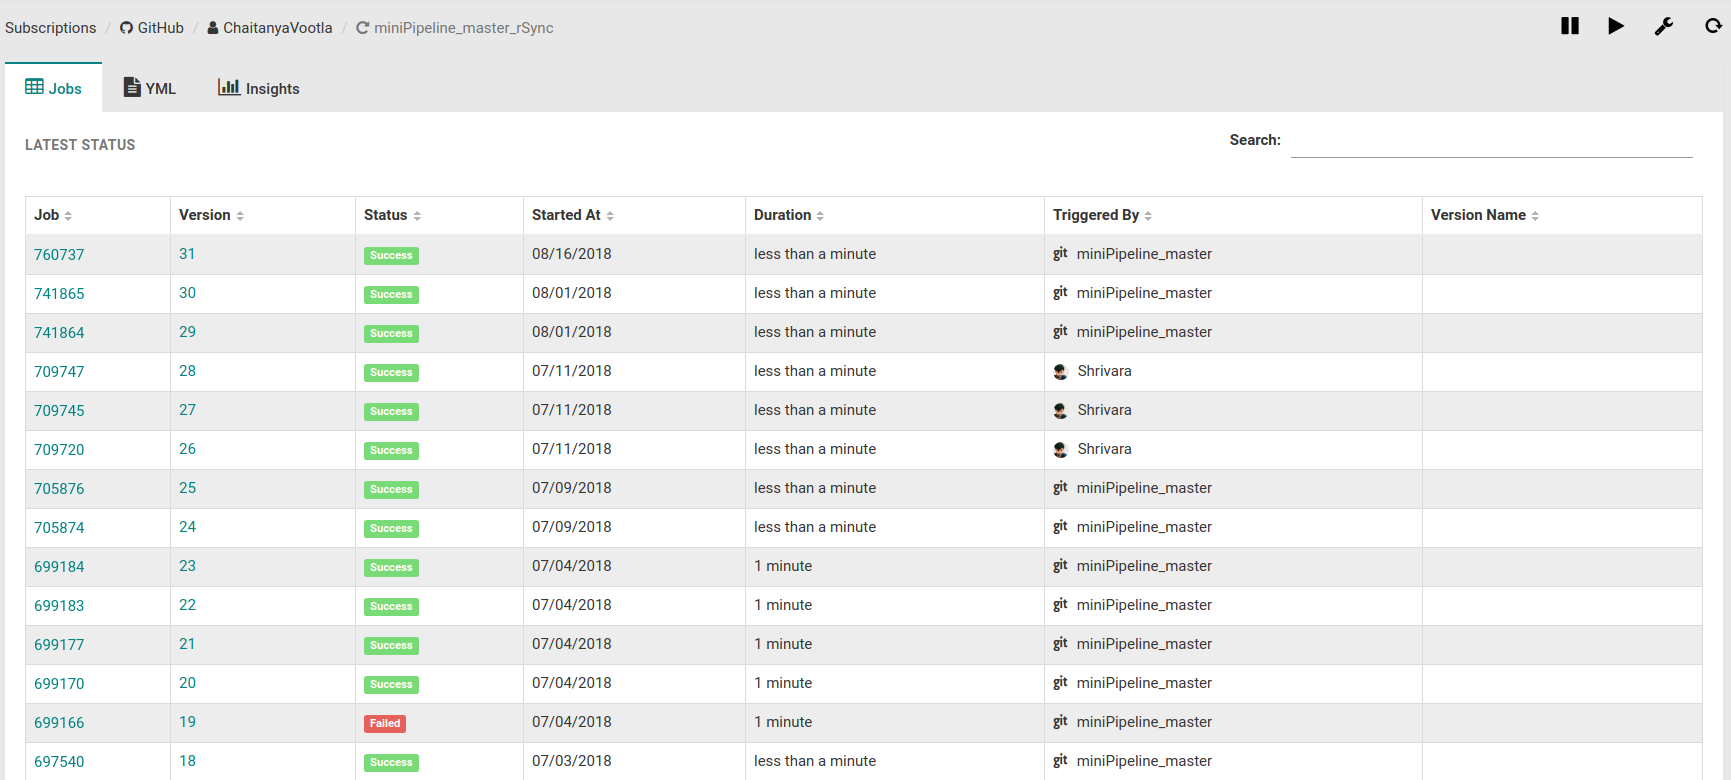 Subscriptions / GitHub / ChaitanyaVootla / miniPipeline_master_rSync
Jobs YML Insights
LATEST STATUS Search:
Job Version Status Started At Duration Triggered By Version Name
760737 31 Success 08/16/2018 less than a minute git miniPipeline_master
741865 30 Success 08/01/2018 less than a minute git miniPipeline_master
741864 29 Success 08/01/2018 less than a minute git miniPipeline_master
709747 28 Success 07/11/2018 less than a minute Shrivara
709745 27 Success 07/11/2018 less than a minute Shrivara
709720 26 Success 07/11/2018 less than a minute Shrivara
705876 25 Success 07/09/2018 less than a minute git miniPipeline_master
705874 24 Success 07/09/2018 less than a minute git miniPipeline_master
699184 23 Success 07/04/2018 1 minute git miniPipeline_master
699183 22 Success 07/04/2018 1 minute git miniPipeline_master
699177 21 Success 07/04/2018 1 minute git miniPipeline_master
699170 20 Success 07/04/2018 1 minute git miniPipeline_master
699166 19 Failed 07/04/2018 1 minute git miniPipeline_master
697540 18 Success 07/03/2018 less than a minute git miniPipeline_master